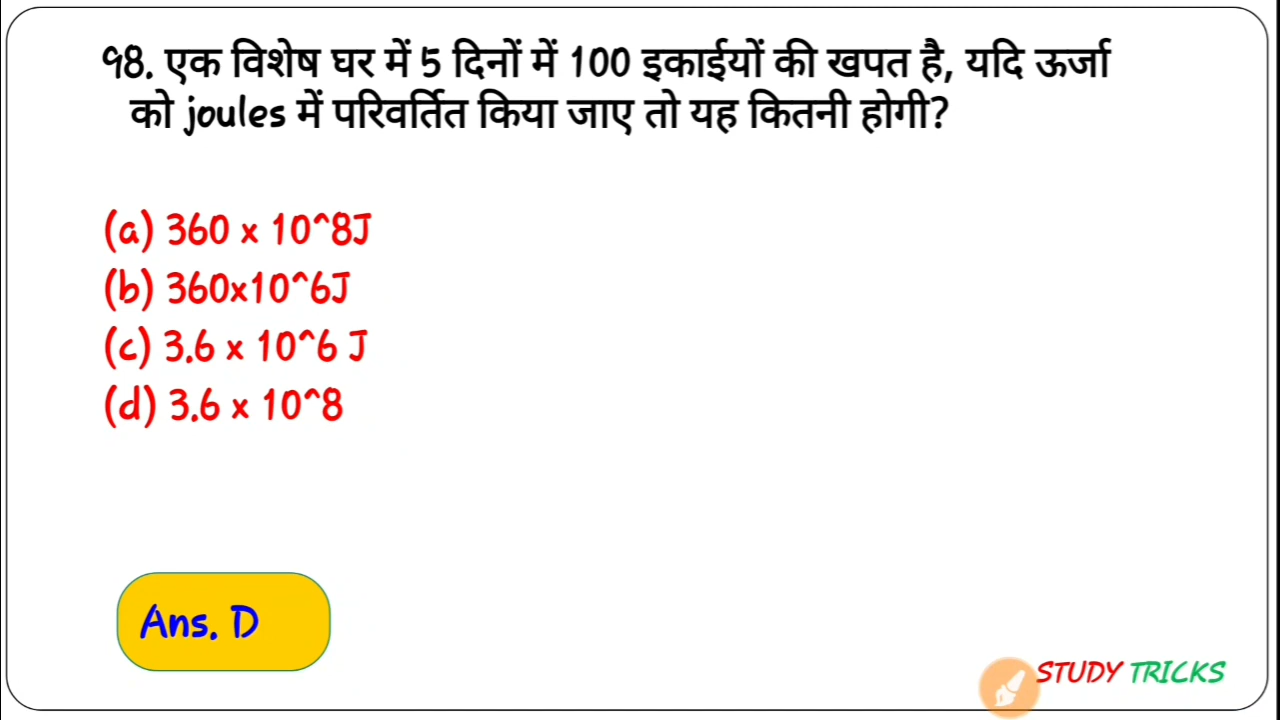 98. एक विशेष घर में 5 दिनों में 100 इकाईयों की खपत है, यदि ऊर्जा
को joules में परिवर्तित किया जाए तो यह कितनी होगी?
(a) 360 x 10^8J
(b) 360x10^6J
(c) 3.6 x 10^6 J
(d) 3.6 x 10^8
Ans. D
STUDY TRICKS